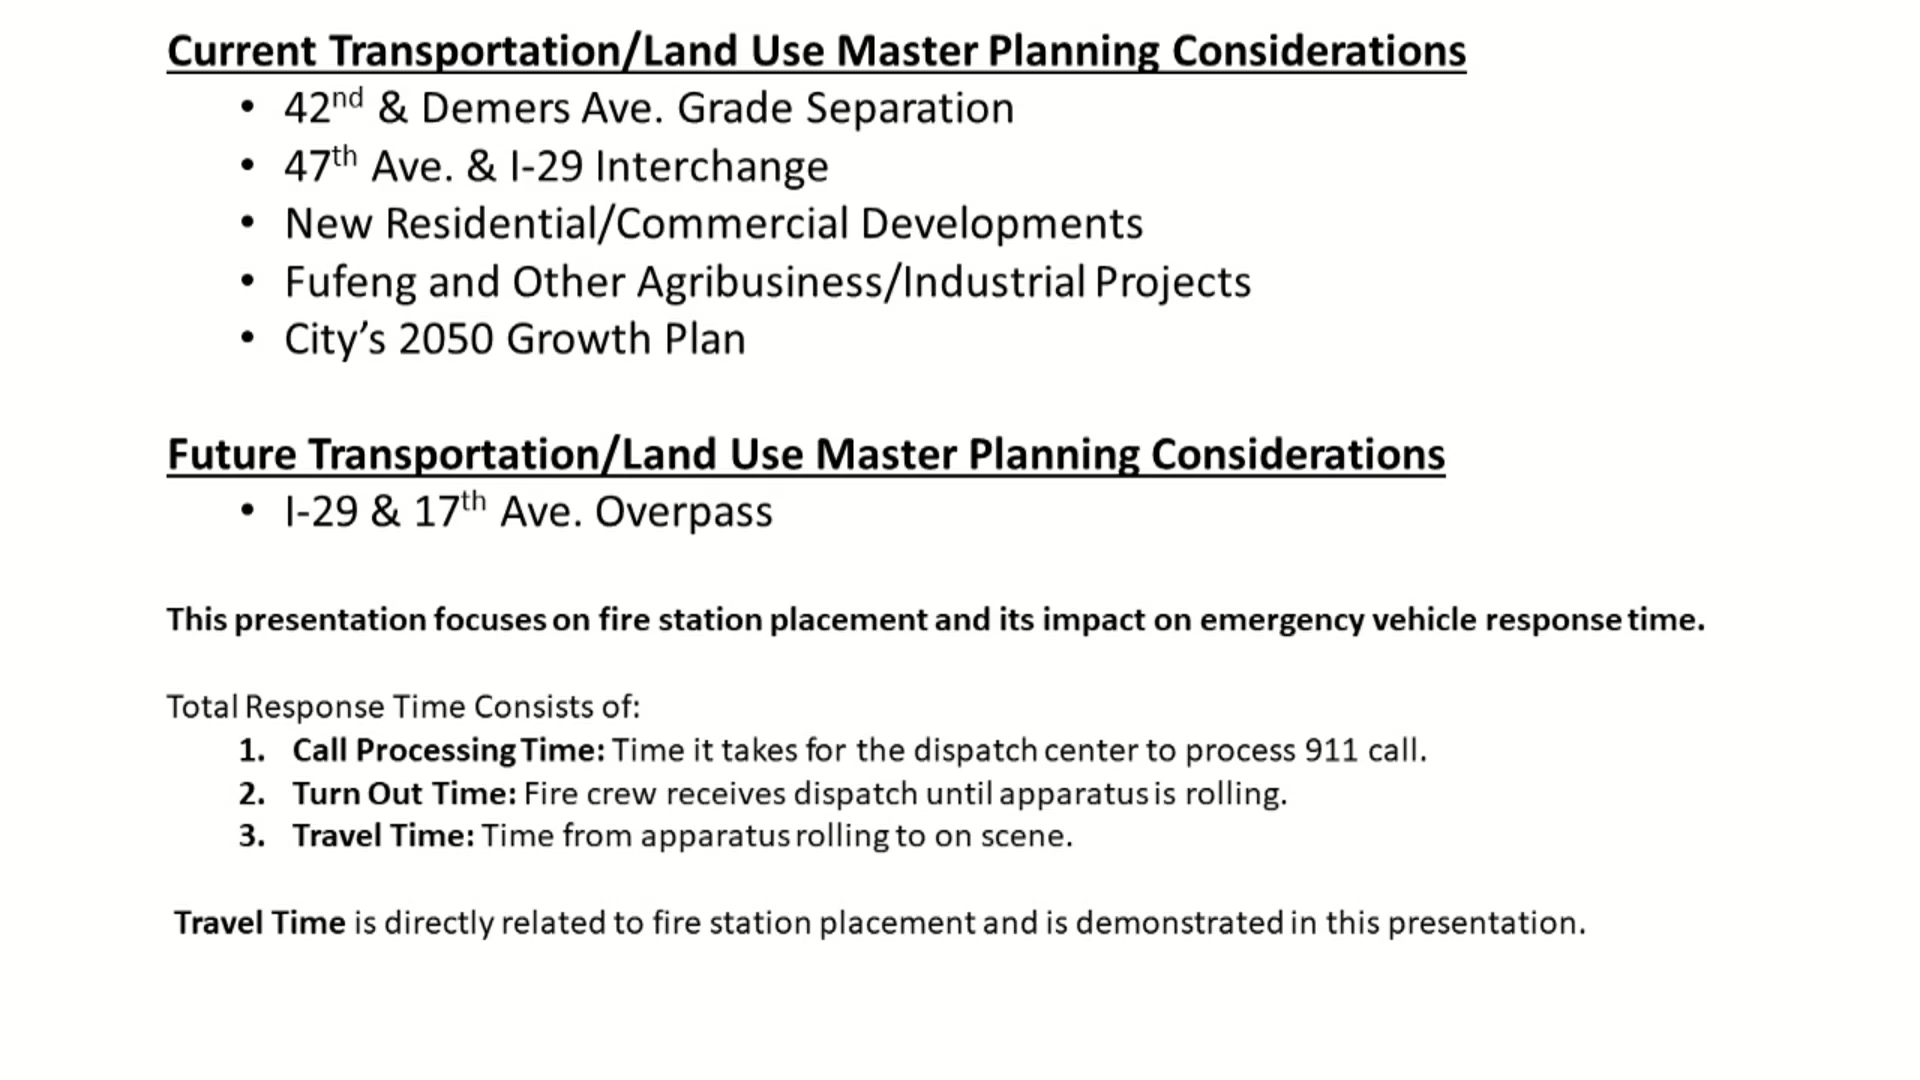 Current Transportation/Land Use Master Planning Considerations
• 42nd & Demers Ave. Grade Separation
• 47th Ave. & I-29 Interchange
• New Residential/Commercial Developments
• Fufeng and Other Agribusiness/Industrial Projects
• City’s 2050 Growth Plan
Future Transportation/Land Use Master Planning Considerations
• I-29 & 17th Ave. Overpass
This presentation focuses on fire station placement and its impact on emergency vehicle response time.
Total Response Time Consists of:
1. Call Processing Time: Time it takes for the dispatch center to process 911 call.
2. Turn Out Time: Fire crew receives dispatch until apparatus is rolling.
3. Travel Time: Time from apparatus rolling to on scene.
Travel Time is directly related to fire station placement and is demonstrated in this presentation.